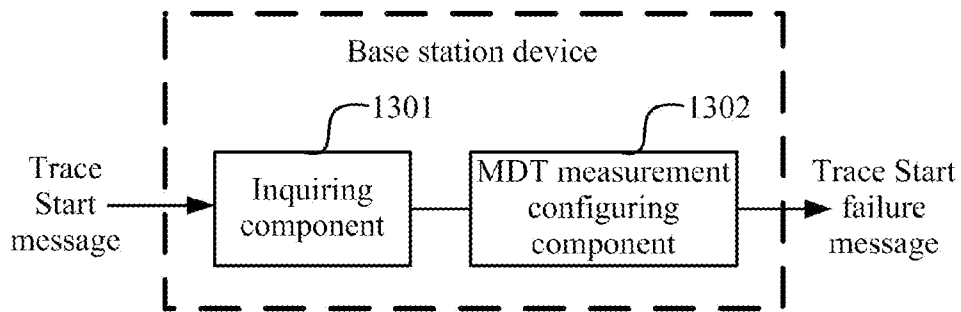 Base station device
1301
1302
Trace
Start
message
Inquiring
component
MDT measurement
configuring
component
Trace Start
failure
message